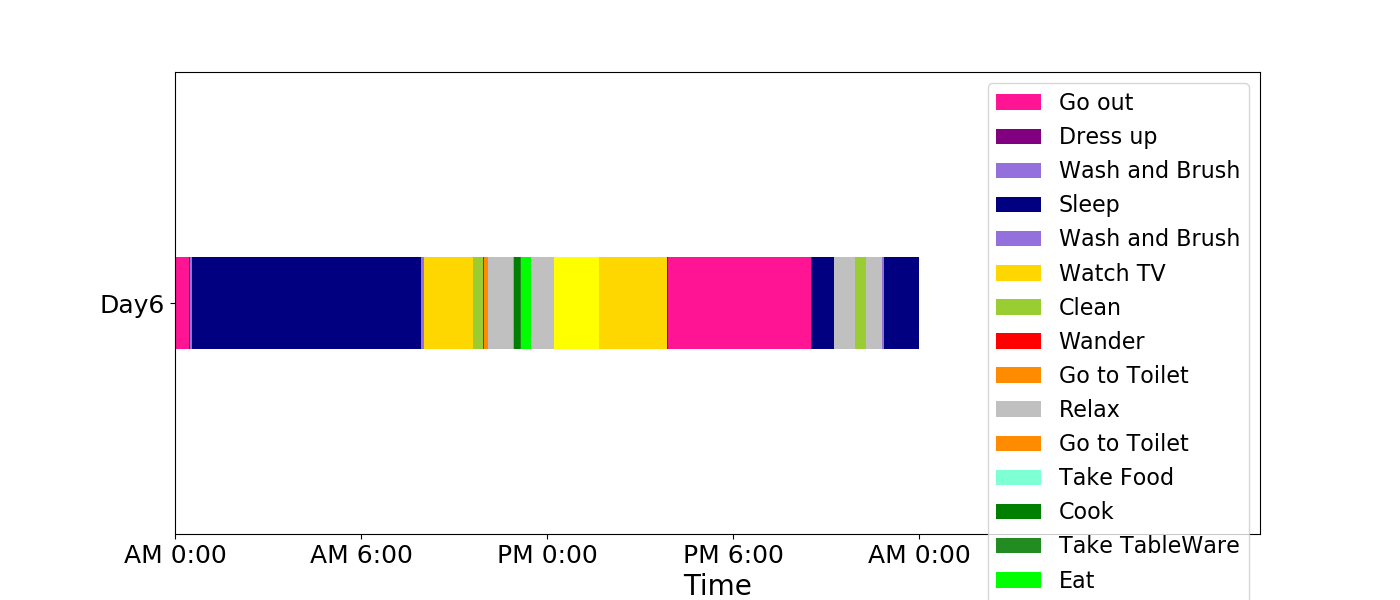 Go out
Dress up
Wash and Brush
Sleep
Wash and Brush
Watch TV
Clean
Wander
Go to Toilet
Relax
Go to Toilet
Take Food
Cook
Take TableWare
Eat
Day6
AM 0:00 AM 6:00 PM 0:00 PM 6:00 AM 0:00
Time